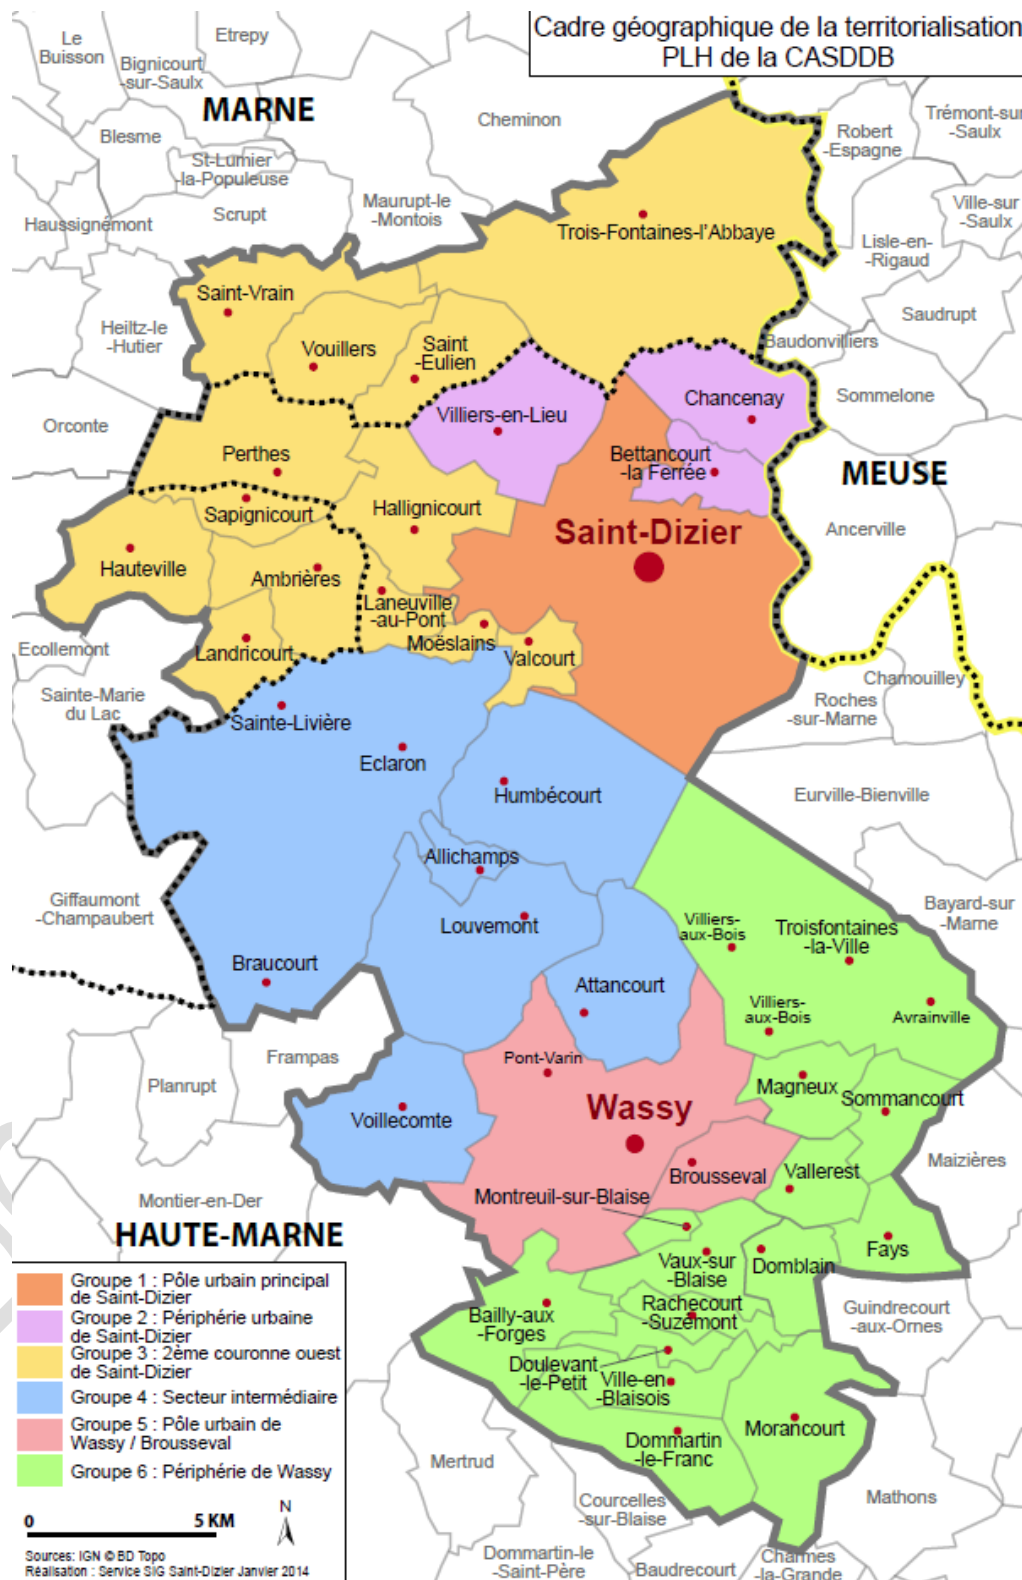 Cadre géographique de la territorialisation
PLH de la CASDDB
Le
Buisson
Etrepy
Bignicourt
-sur-Saulx
MARNE
Cheminon
Blesme
St-Lumier
-la-Populeuse
Scrupt
Haussignémont
Maurupt-le
-Montois
Robert
-Espagne
Trémont-sur
-Saulx
Ville-sur
-Saulx
Lisle-en-
-Rigaud
Trois-Fontaines-l'Abbaye
Saint-Vrain
Heiltz-le
-Hutier
Vouillers
Saint
-Eulien
Saudrupt
Baudonvilliers
Sommelone
Chancenay
Villiers-en-Lieu
Orconte
Perthes
Bettancourt
-la Ferrée
MEUSE
Hallignicourt
Sapignicourt
Saint-Dizier
Ancerville
Hauteville
Ambrières
Laneuville
-au-Pont
Moëslains
Valcourt
Landricourt
Ecollemont
Sainte-Marie
du Lac
Chamouilley
Roches
-sur-Marne
Sainte-Livière
Eclaron
Humbécourt
Eurville-Bienville
Allichamps
Giffaumont
-Champaubert
Louvemont
Villiers-
aux-Bois
Troisfontaines
-la-Ville
Bayard-sur
-Marne
Braucourt
Attancourt
Villiers-
aux-Bois
Avrainville
Frampas
Pont-Varin
Planrupt
Magneux
Sommancourt
Voillecomte
Wassy
Brousseval
Vallerest
Maizières
Montier-en-Der
Montreuil-sur-Blaise
HAUTE-MARNE
Vaux-sur
-Blaise
Domblain
Fays
Bailly-aux
-Forges
Rachecourt
-Suzémont
Guindrecourt
-aux-Ormes
Doulevant
-le-Petit
Ville-en
-Blaisois
Dommartin
-le-Franc
Morancourt
Mertrud
Courcelles
-sur-Blaise
Mathons
Dommartin-le
-Saint-Père
Baudrecourt
Charmes
-la-Grande
Groupe 1 : Pôle urbain principal
de Saint-Dizier
Groupe 2 : Périphérie urbaine
de Saint-Dizier
Groupe 3 : 2ème couronne ouest
de Saint-Dizier
Groupe 4 : Secteur intermédiaire
Groupe 5 : Pôle urbain de
Wassy / Brousseval
Groupe 6 : Périphérie de Wassy
0 5 KM
N
Sources: IGN © BD Topo
Réalisation : Service SIG Saint-Dizier Janvier 2014